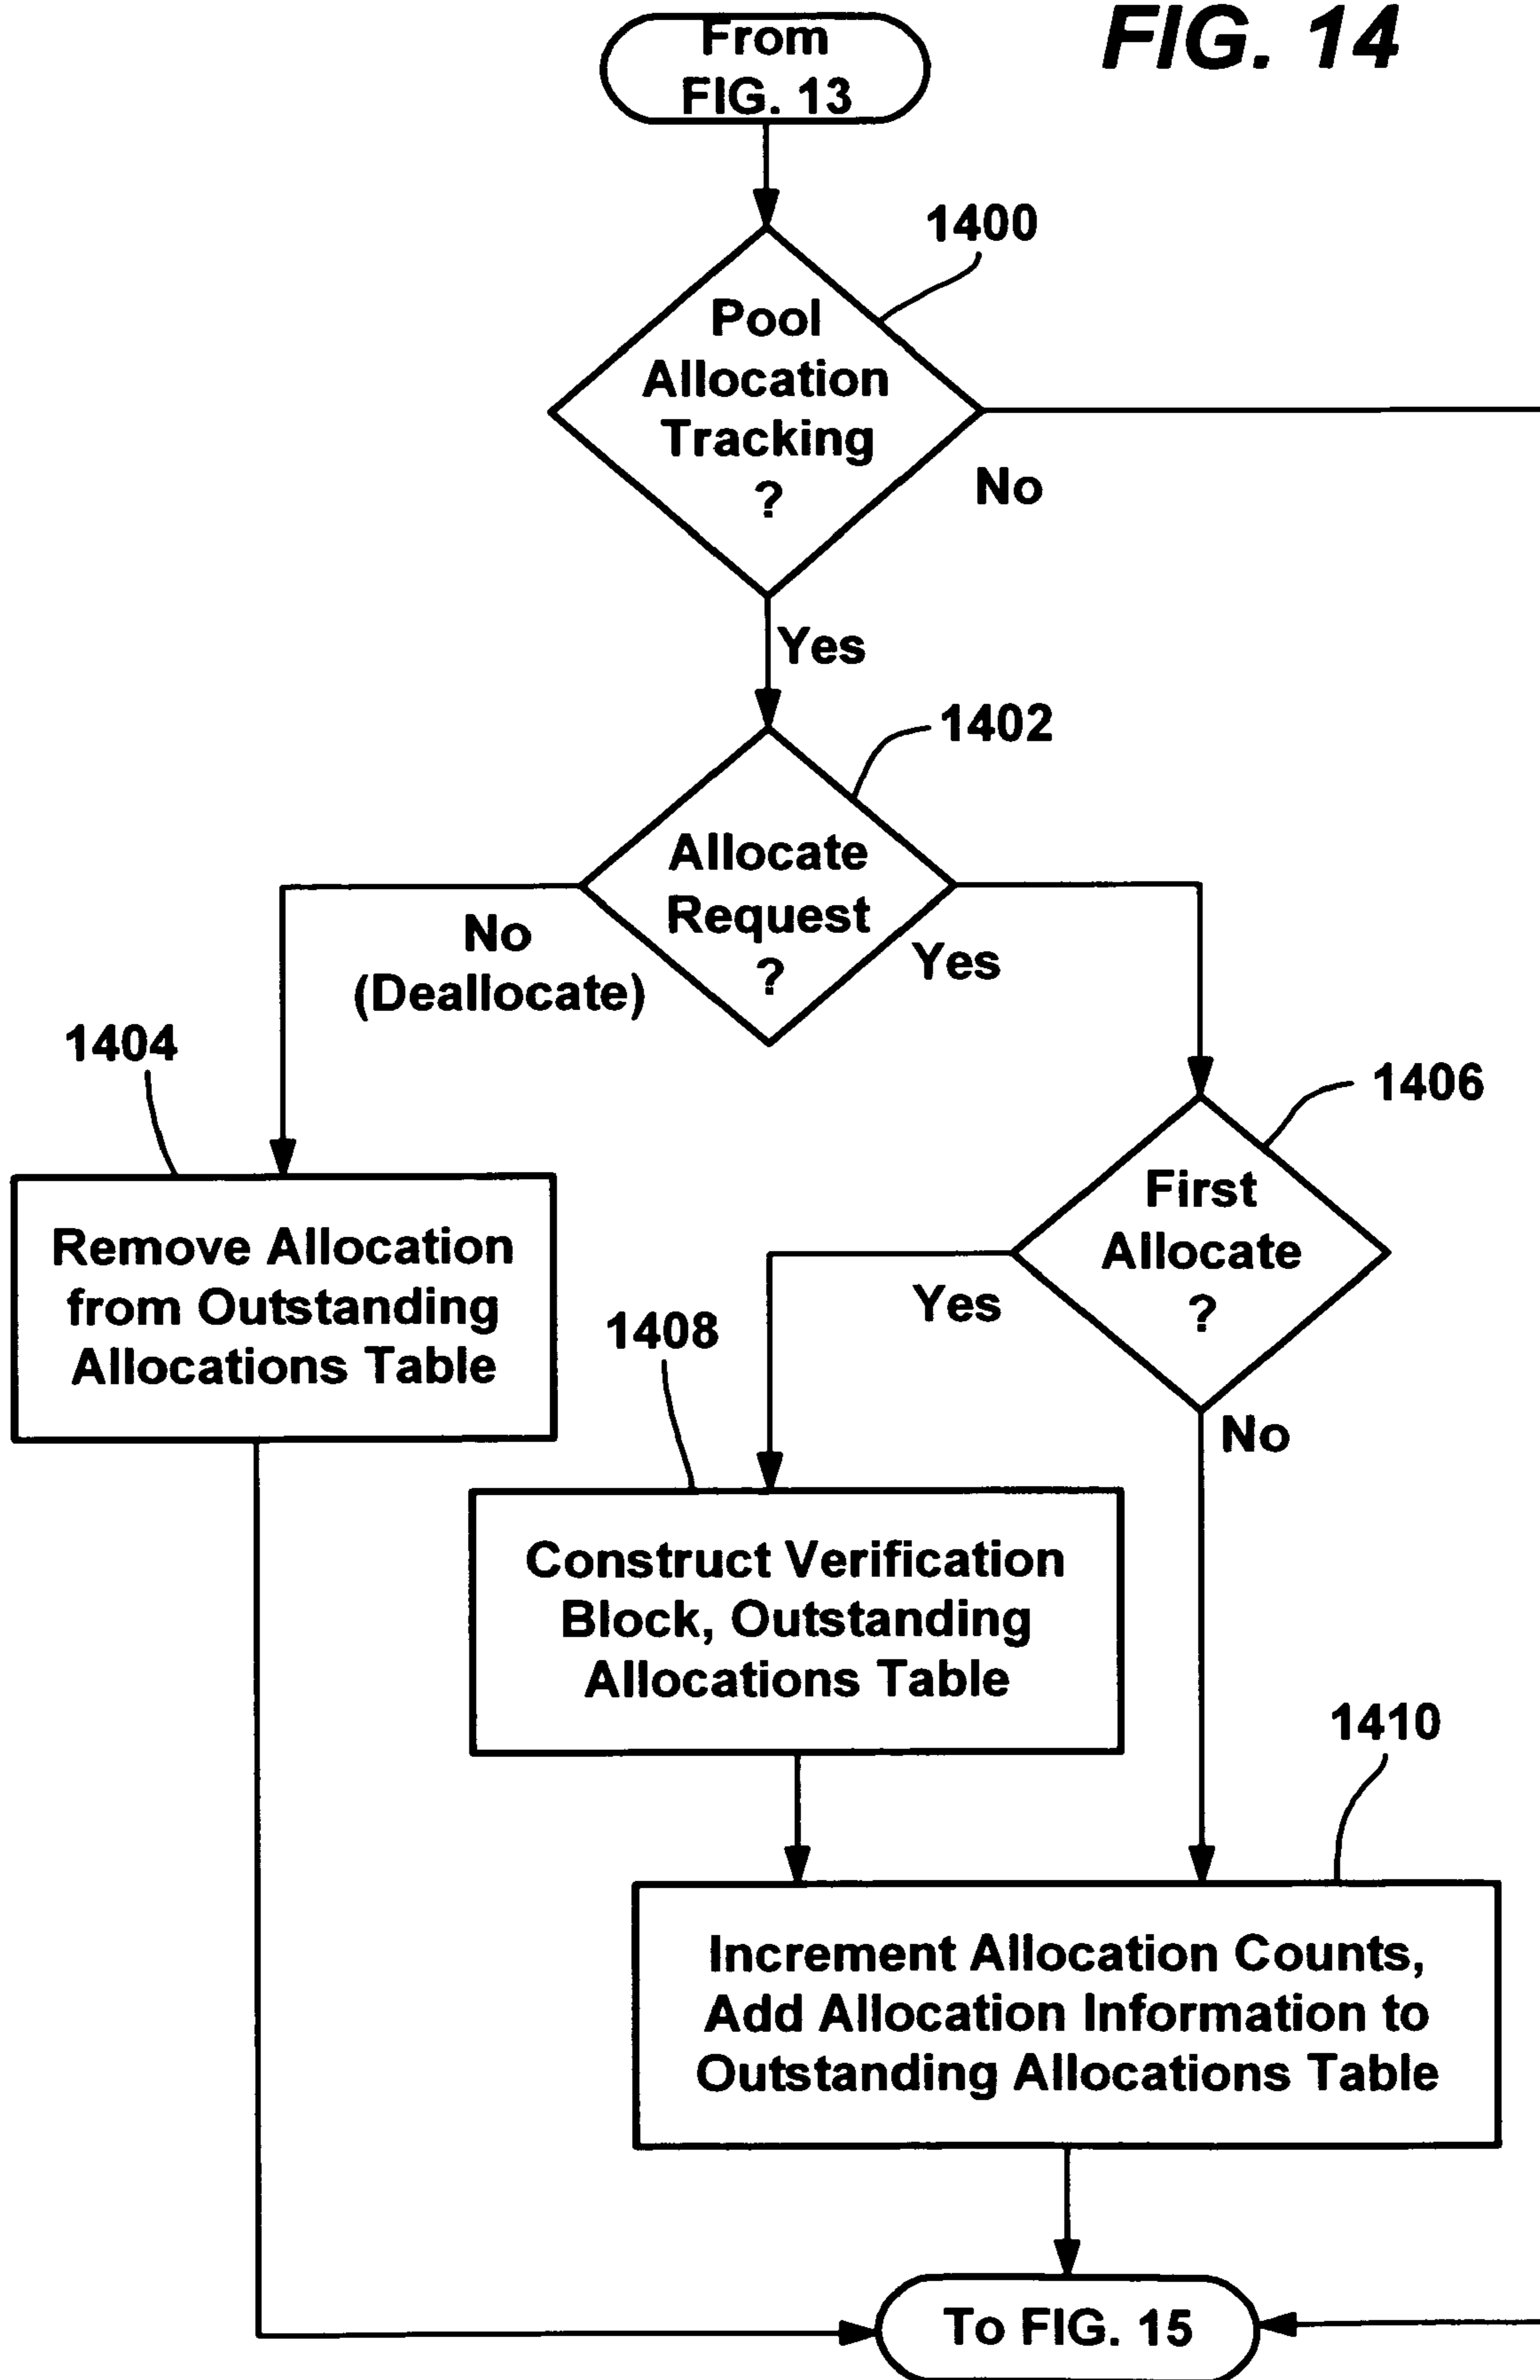 FIG. 14
From
FIG. 13
1400
Pool
Allocation
Tracking
?
No
Yes
1402
Allocate
Request
?
No
(Deallocate)
Yes
1404
1406
Remove Allocation
from Outstanding
Allocations Table
First
Allocate
?
Yes
No
1408
Construct Verification
Block, Outstanding
Allocations Table
1410
Increment Allocation Counts,
Add Allocation Information to
Outstanding Allocations Table
To FIG. 15